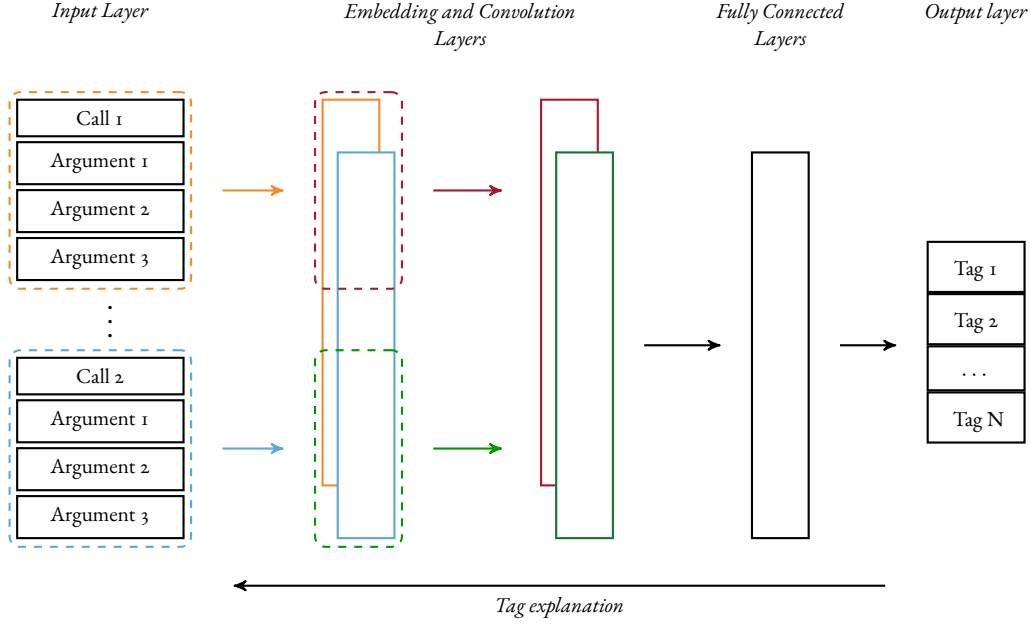 Input Layer
Embedding and Convolution
Layers
Fully Connected
Layers
Output layer
Call 1
Argument 1
Argument 2
Argument 3
Call 2
Argument 1
Argument 2
Argument 3
Tag 1
Tag 2
. . .
Tag N
Tag explanation